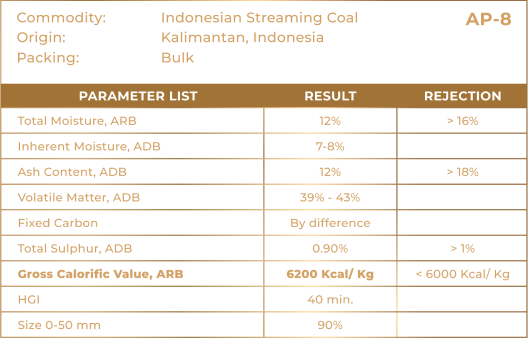 Commodity: Indonesian Streaming Coal AP-8
Origin: Kalimantan, Indonesia
Packing: Bulk
PARAMETER LIST RESULT REJECTION
Total Moisture, ARB 12% > 16%
Inherent Moisture, ADB 7-8%
Ash Content, ADB 12% > 18%
Volatile Matter, ADB 39% - 43%
Fixed Carbon By difference
Total Sulphur, ADB 0.90% > 1%
Gross Calorific Value, ARB 6200 Kcal/ Kg < 6000 Kcal/ Kg
HGI 40 min.
Size 0-50 mm 90%